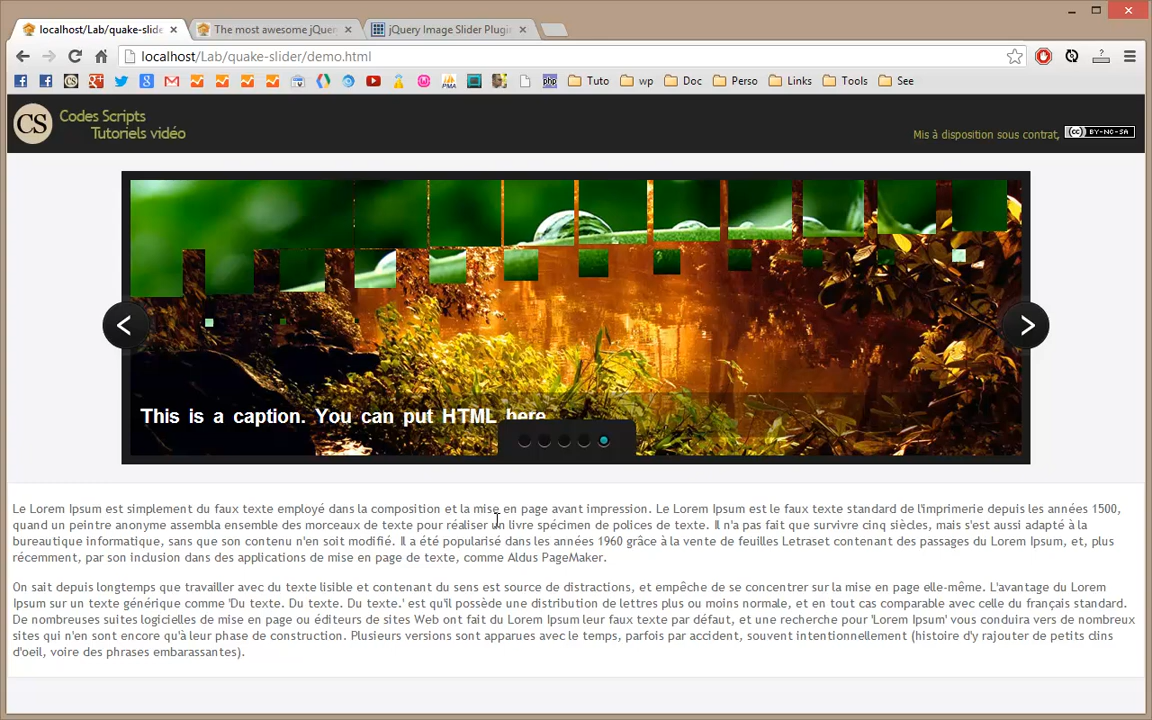 localhost/Lab/quake-slide
The most awesome jQuery
jQuery Image Slider Plugin
localhost/Lab/quake-slider/demo.html
CS
php
PMA
Tuto
wp
Doc
Perso
Links
Tools
See
CS
Codes Scripts
Tutoriels vidéo
Mis à disposition sous contrat,
cc BY-NC-SA
This is a caption. You can put HTML here
Le Lorem Ipsum est simplement du faux texte employé dans la composition et la mise en page avant impression. Le Lorem Ipsum est le faux texte standard de l'imprimerie depuis les années 1500,
quand un peintre anonyme assembla ensemble des morceaux de texte pour réaliser un livre spécimen de polices de texte. Il n'a pas fait que survivre cinq siècles, mais s'est aussi adapté à la
bureautique informatique, sans que son contenu n'en soit modifié. Il a été popularisé dans les années 1960 grâce à la vente de feuilles Letraset contenant des passages du Lorem Ipsum, et, plus
récemment, par son inclusion dans des applications de mise en page de texte, comme Aldus PageMaker.
On sait depuis longtemps que travailler avec du texte lisible et contenant du sens est source de distractions, et empêche de se concentrer sur la mise en page elle-même. L'avantage du Lorem
Ipsum sur un texte générique comme 'Du texte. Du texte. Du texte.' est qu'il possède une distribution de lettres plus ou moins normale, et en tout cas comparable avec celle du français standard.
De nombreuses suites logicielles de mise en page ou éditeurs de sites Web ont fait du Lorem Ipsum leur faux texte par défaut, et une recherche pour 'Lorem Ipsum' vous conduira vers de nombreux
sites qui n'en sont encore qu'à leur phase de construction. Plusieurs versions sont apparues avec le temps, parfois par accident, souvent intentionnellement (histoire d'y rajouter de petits clins
d'oeil, voire des phrases embarassantes).